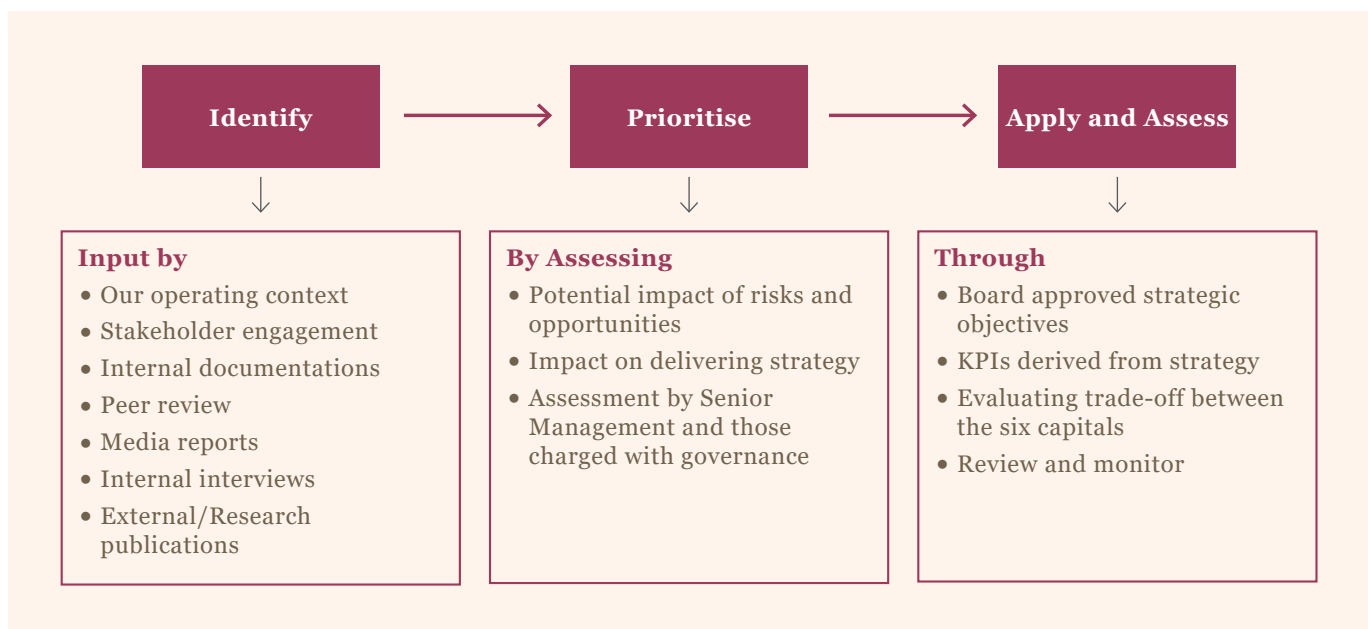 Identify
Prioritise
Apply and Assess
Input by
• Our operating context
• Stakeholder engagement
• Internal documentations
• Peer review
• Media reports
• Internal interviews
• External/Research
publications
By Assessing
• Potential impact of risks and
opportunities
• Impact on delivering strategy
• Assessment by Senior
Management and those
charged with governance
Through
• Board approved strategic
objectives
• KPIs derived from strategy
• Evaluating trade-off between
the six capitals
• Review and monitor